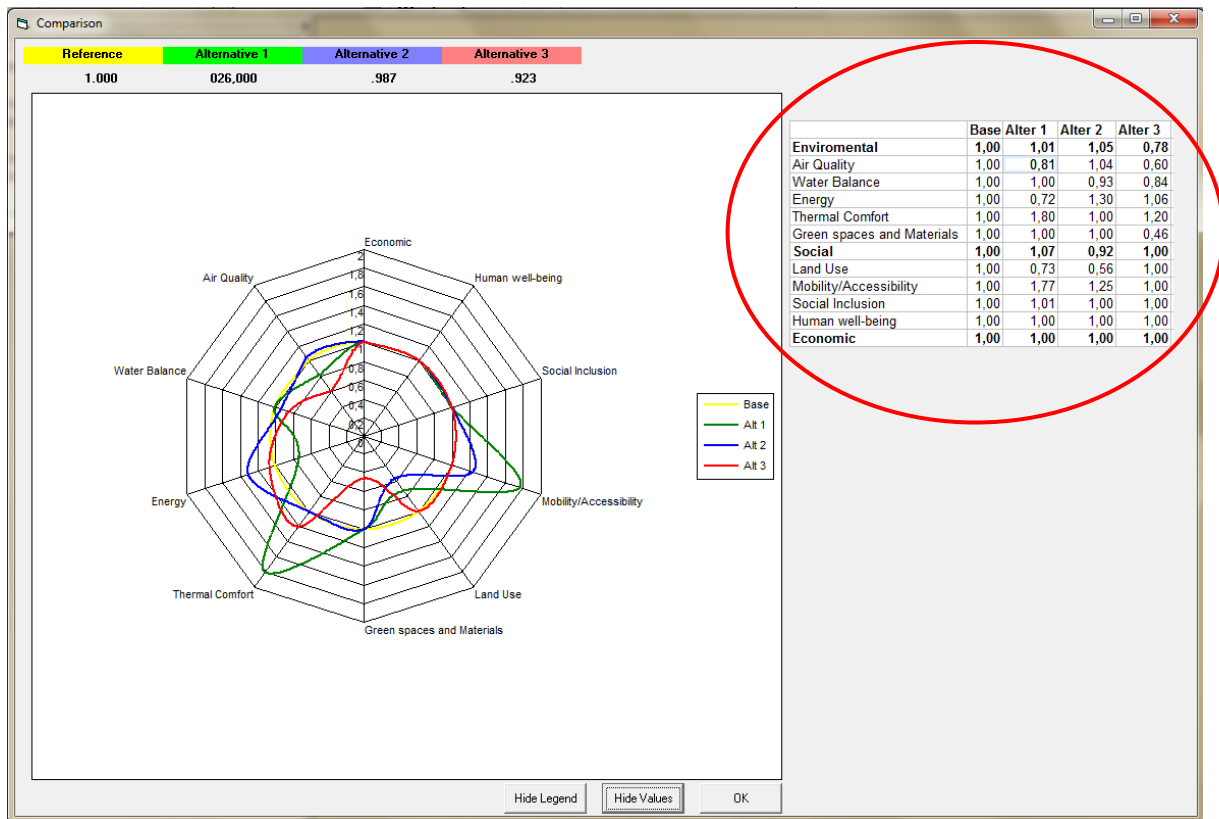 Comparison
Reference Alternative 1 Alternative 2 Alternative 3
1.000 026,000 .987 .923
Base Alter 1 Alter 2 Alter 3
Enviromental 1,00 1,01 1,05 0,78
Air Quality 1,00 0,81 1,04 0,60
Water Balance 1,00 1,00 0,93 0,84
Energy 1,00 0,72 1,30 1,06
Thermal Comfort 1,00 1,80 1,00 1,20
Green spaces and Materials 1,00 1,00 1,00 0,46
Social 1,00 1,07 0,92 1,00
Land Use 1,00 0,73 0,56 1,00
Mobility/Accessibility 1,00 1,77 1,25 1,00
Social Inclusion 1,00 1,01 1,00 1,00
Human well-being 1,00 1,00 1,00 1,00
Economic 1,00 1,00 1,00 1,00
Economic
Air Quality
Human well-being
Water Balance
Social Inclusion
Energy
Mobility/Accessibility
Thermal Comfort
Land Use
Green spaces and Materials
2
1,8
1,6
1,4
1,2
1
0,8
0,6
0,4
0,2
0
Base
Alt 1
Alt 2
Alt 3
Hide Legend Hide Values OK